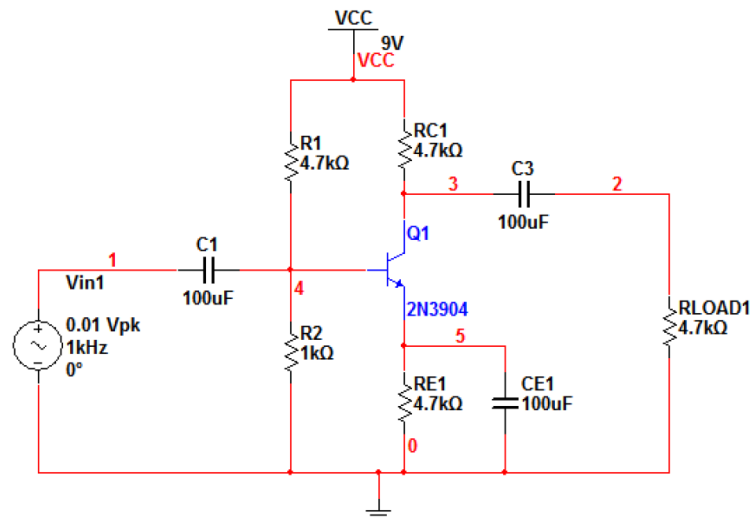 VCC
9V
VCC
R1
4.7kΩ
RC1
4.7kΩ
C3
100uF
3
2
Q1
2N3904
C1
100uF
1
Vin1
4
0.01 Vpk
1kHz
0°
R2
1kΩ
5
RE1
4.7kΩ
CE1
100uF
RLOAD1
4.7kΩ
0